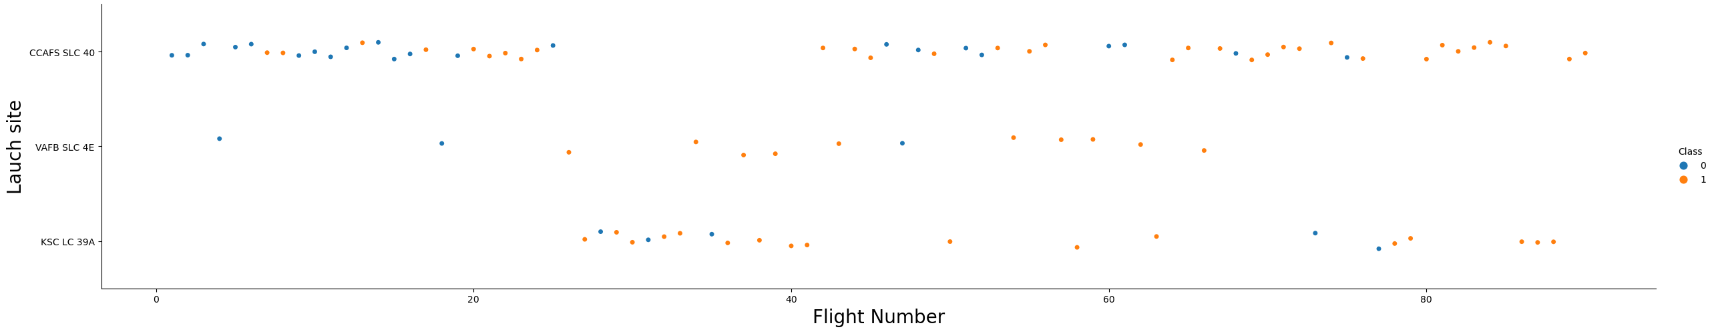 Lauch site
CCAFS SLC 40
VAFB SLC 4E
KSC LC 39A
0 20 40 60 80
Flight Number
Class
0
1